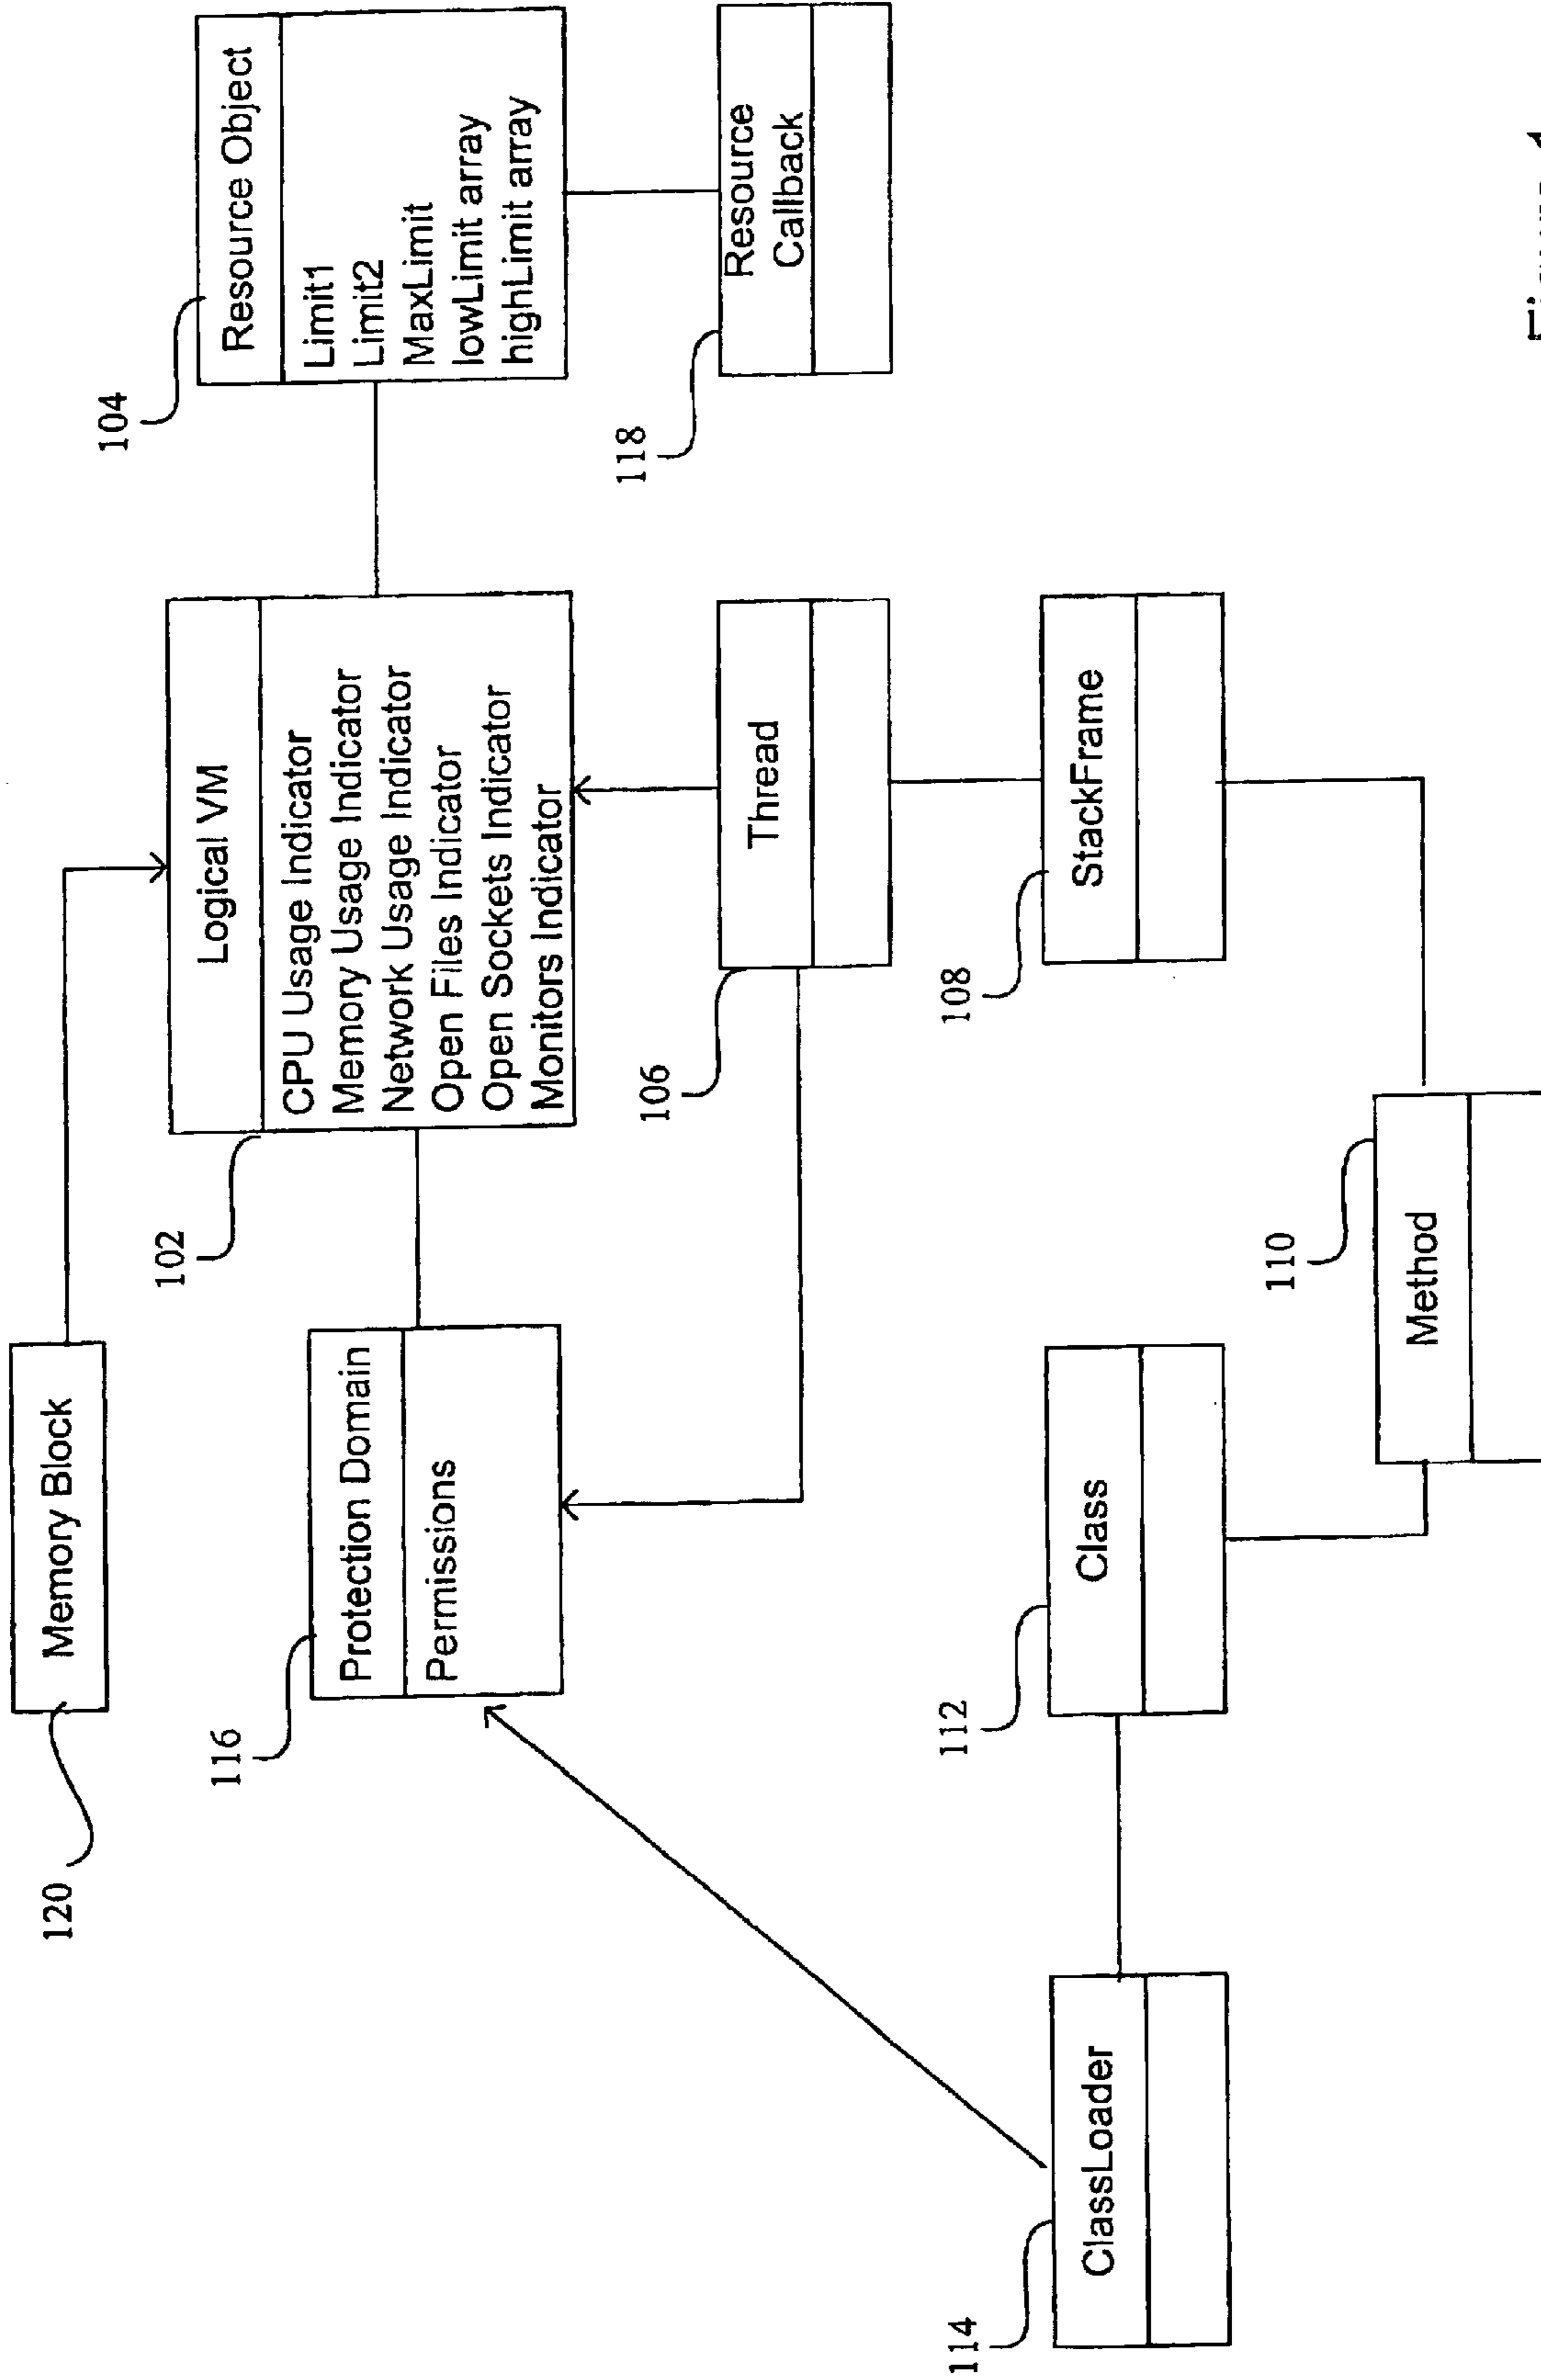 120
Memory Block
102
Logical VM
CPU Usage Indicator
Memory Usage Indicator
Network Usage Indicator
Open Files Indicator
Open Sockets Indicator
Monitors Indicator
104
Resource Object
Limit1
Limit2
MaxLimit
lowLimit array
highLimit array
116
Protection Domain
Permissions
106
Thread
118
Resource
Callback
108
StackFrame
114
ClassLoader
112
Class
110
Method